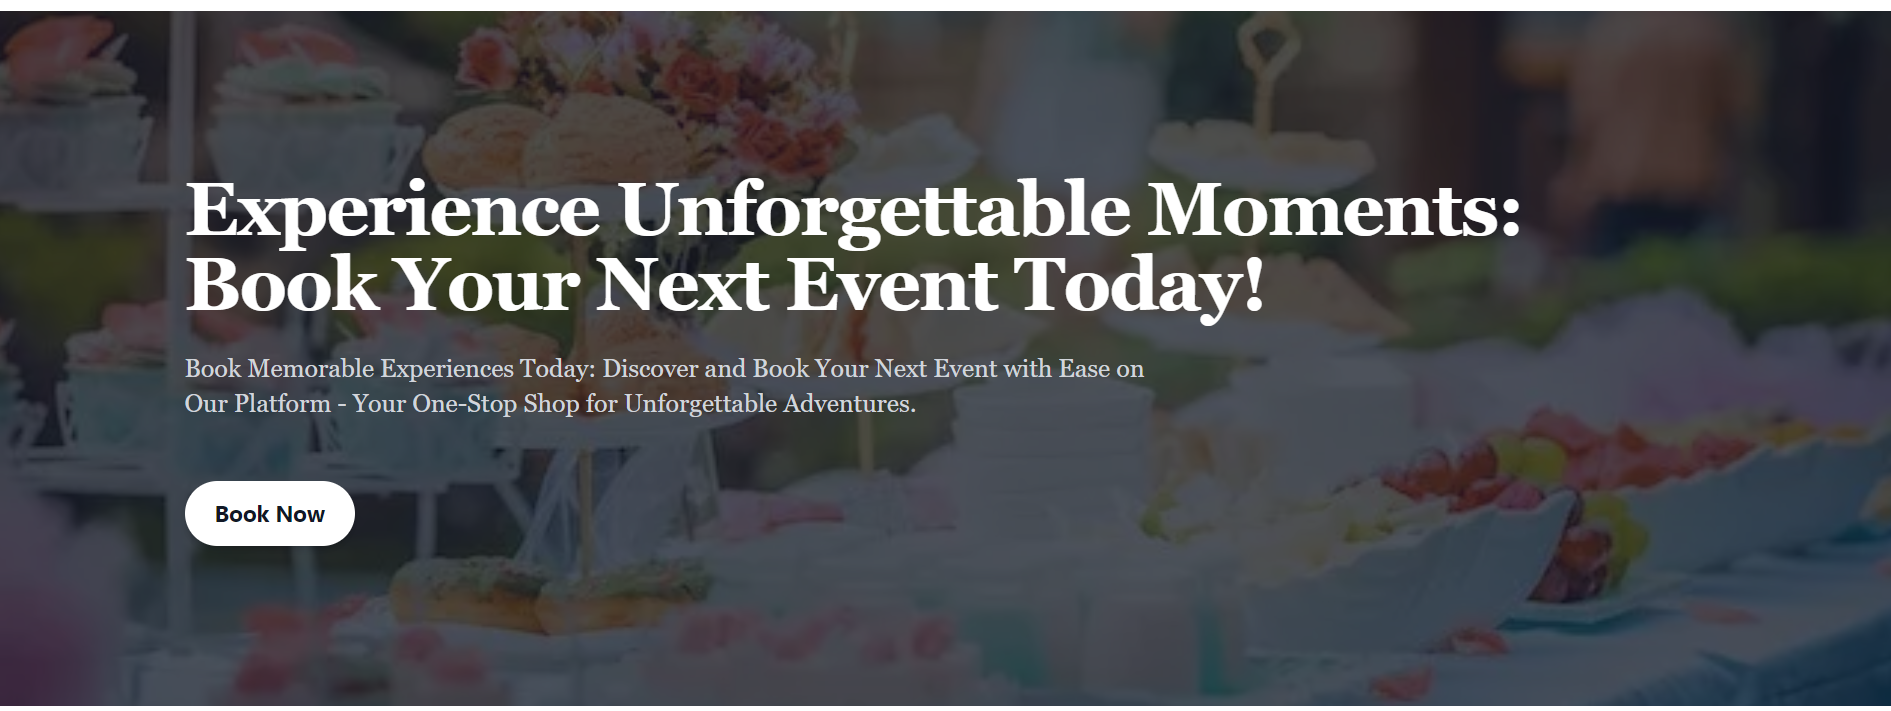 Experience Unforgettable Moments:
Book Your Next Event Today!
Book Memorable Experiences Today: Discover and Book Your Next Event with Ease on
Our Platform - Your One-Stop Shop for Unforgettable Adventures.
Book Now